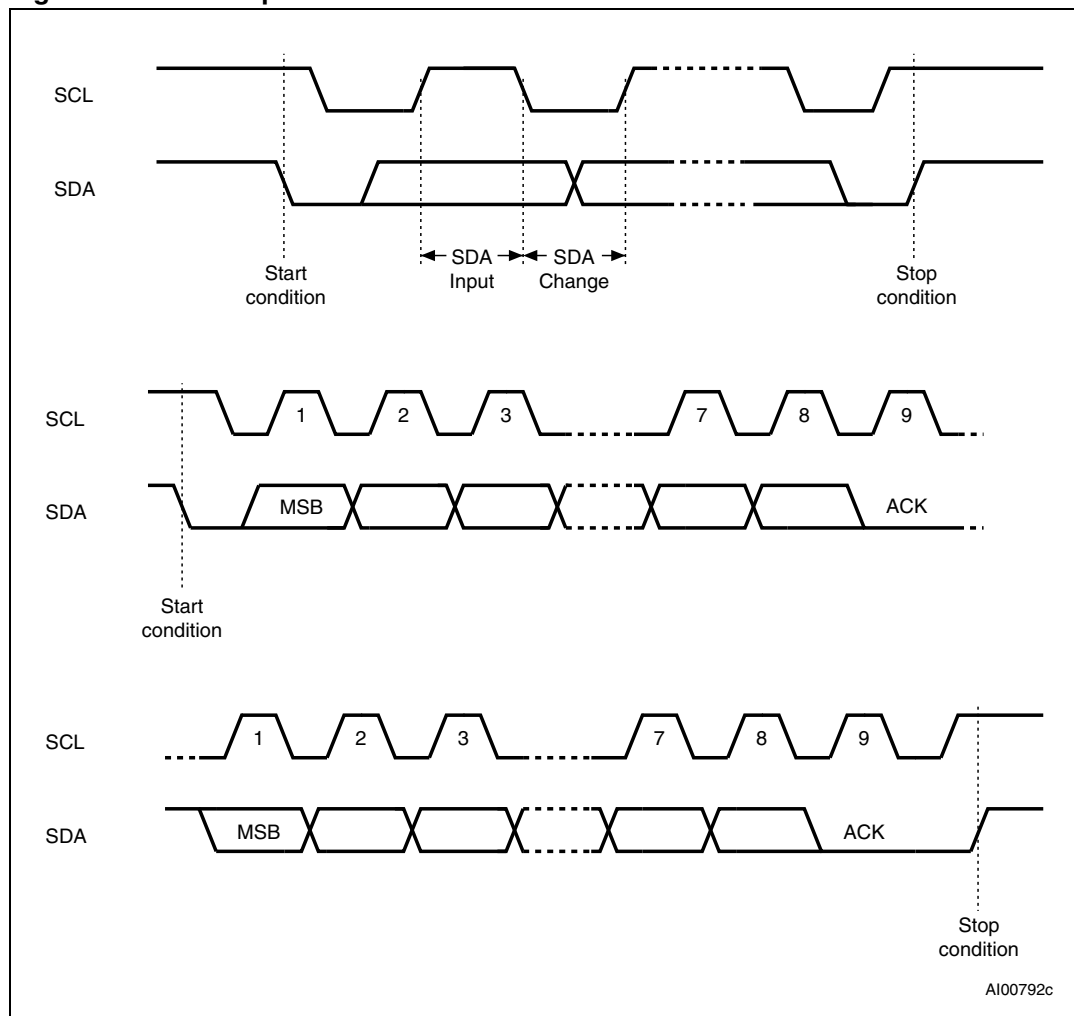 SCL
SDA
SDA Input
SDA Change
Start condition
Stop condition
SCL
1 2 3 7 8 9
SDA
MSB ACK
Start condition
SCL
1 2 3 7 8 9
SDA
MSB ACK
Stop condition
AI00792c